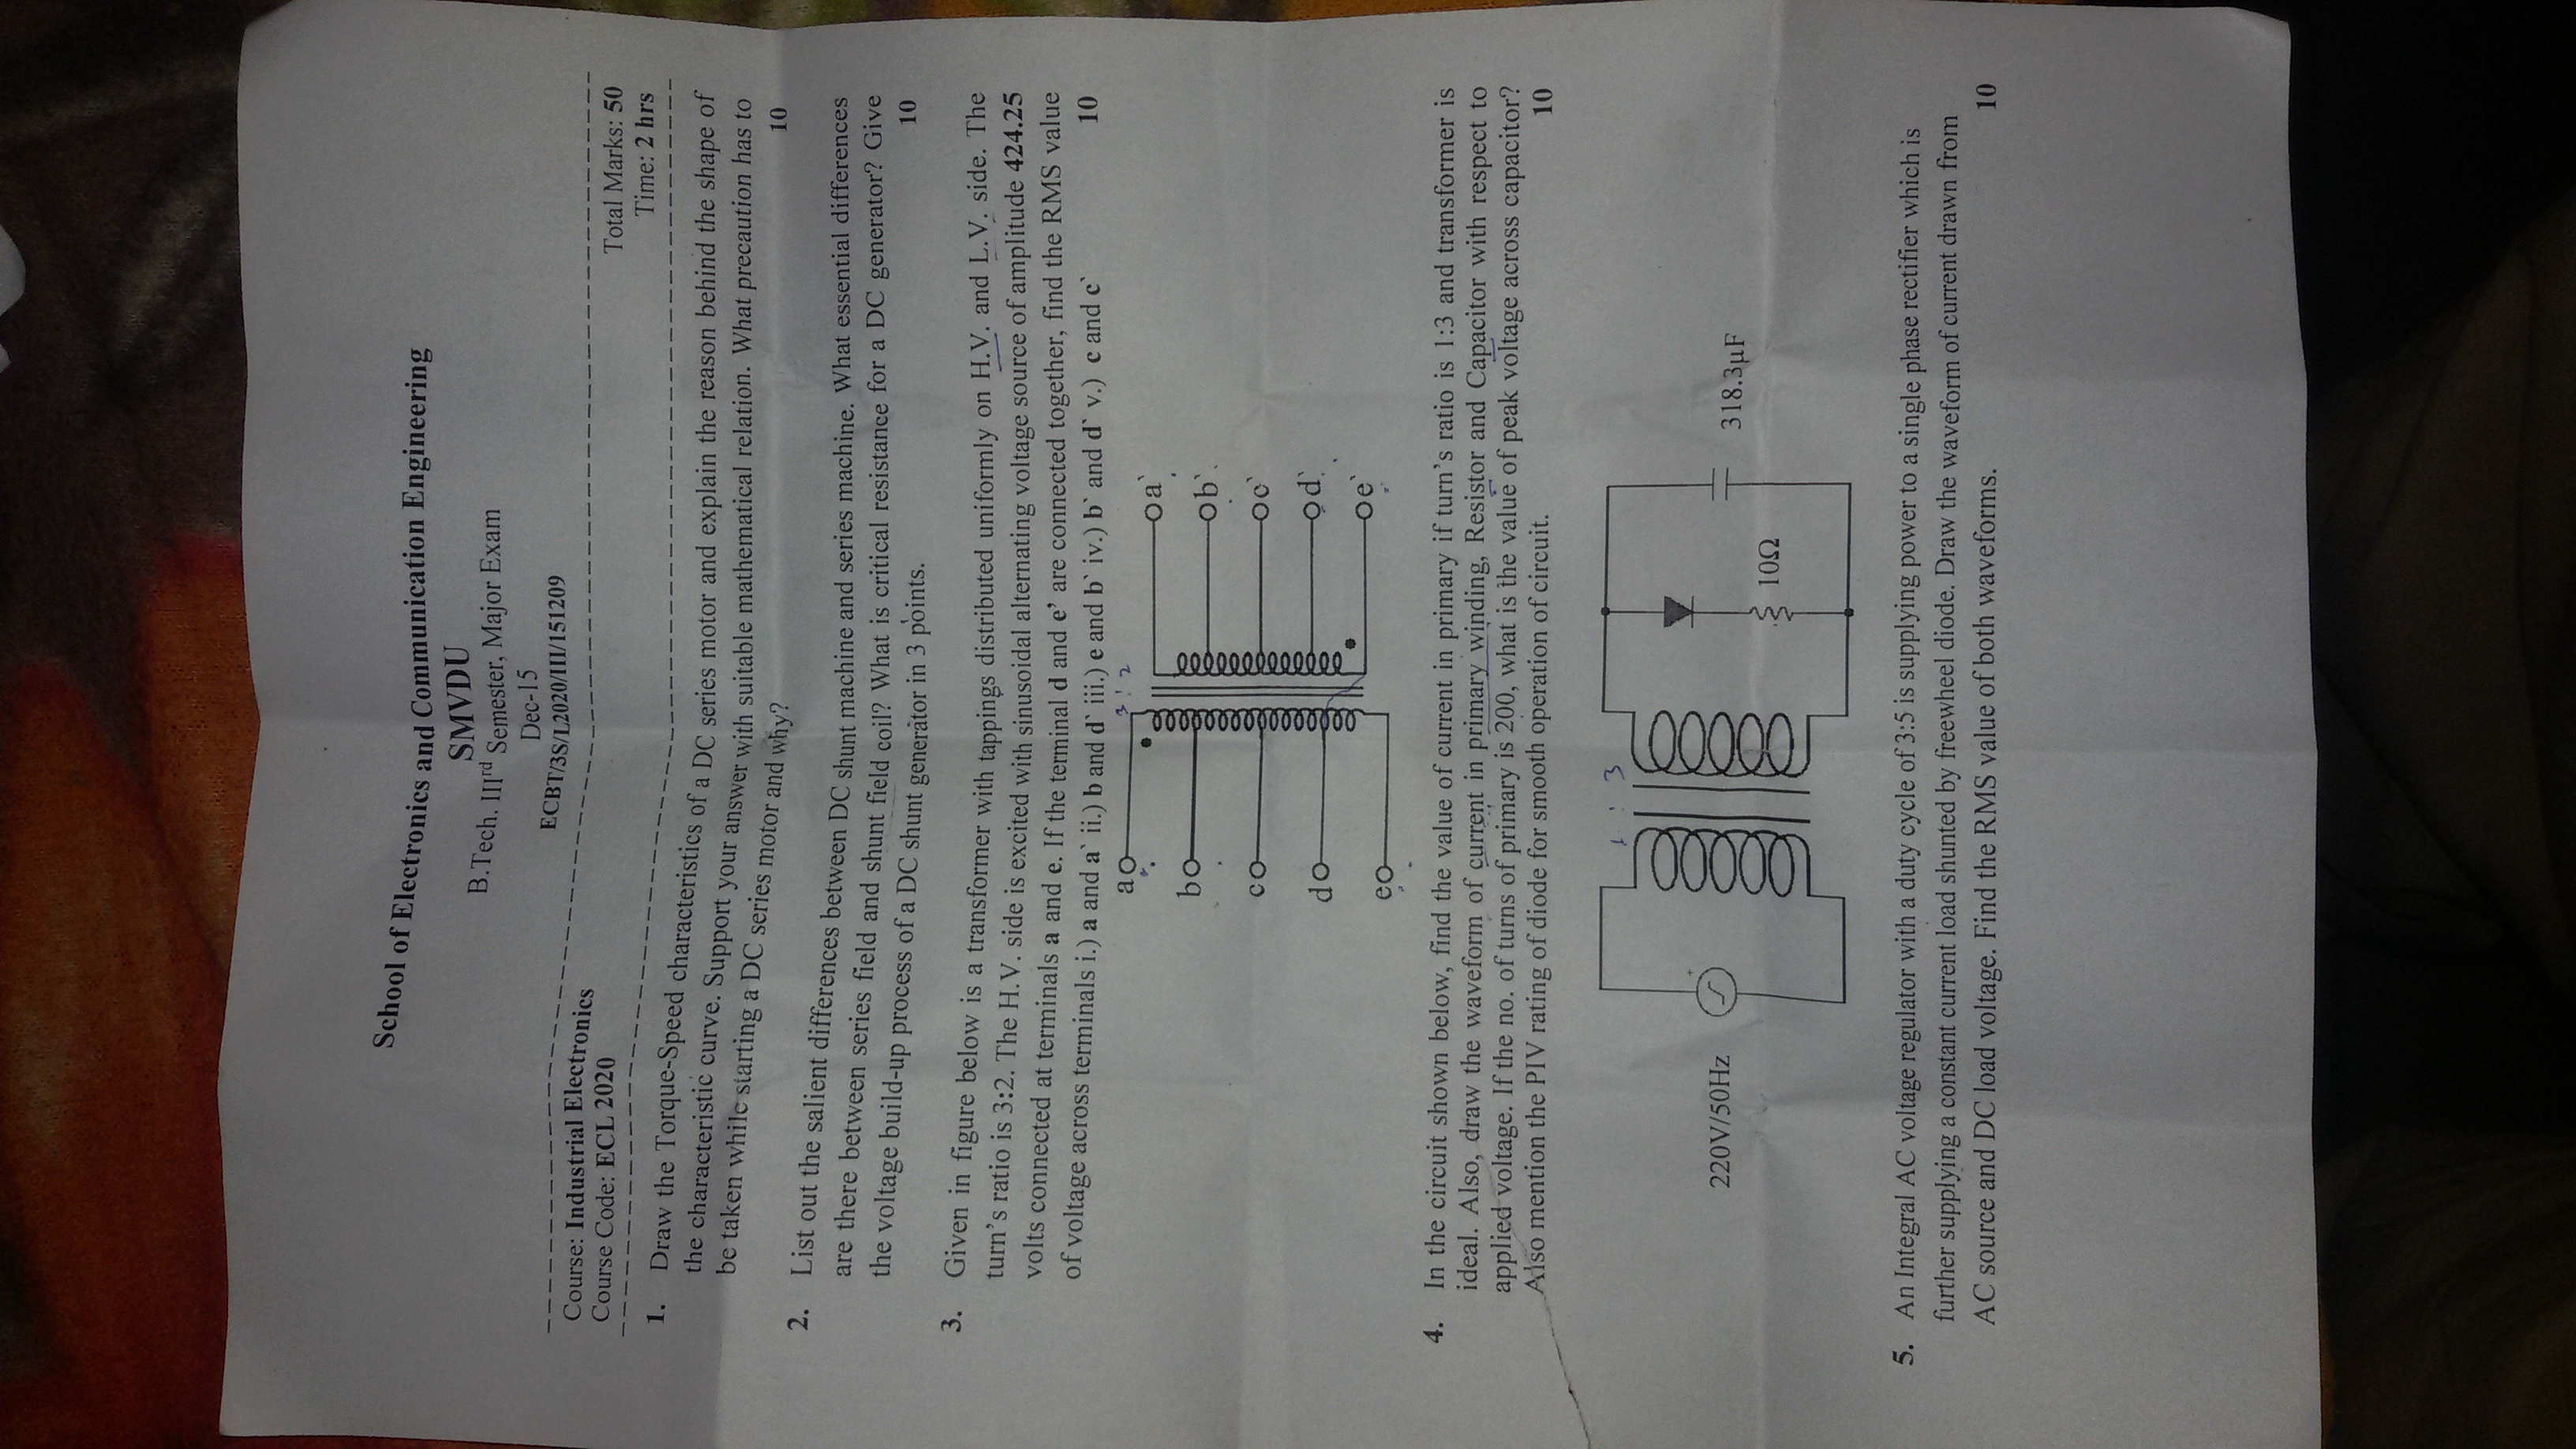 School of Electronics and Communication Engineering
SMVDU
B.Tech. IIIrd Semester, Major Exam
Dec-15
ECBT/3S/L2020/III/151209
Course: Industrial Electronics
Course Code: ECL 2020
Total Marks: 50
Time: 2 hrs
1. Draw the Torque-Speed characteristics of a DC series motor and explain the reason behind the shape of
the characteristic curve. Support your answer with suitable mathematical relation. What precaution has to
be taken while starting a DC series motor and why?
10
2. List out the salient differences between DC shunt machine and series machine. What essential differences
are there between series field and shunt field coil? What is critical resistance for a DC generator? Give
the voltage build-up process of a DC shunt generator in 3 points.
10
3. Given in figure below is a transformer with tappings distributed uniformly on H.V. and L.V. side. The
turn's ratio is 3:2. The H.V. side is excited with sinusoidal alternating voltage source of amplitude 424.25
volts connected at terminals a and e. If the terminal d and e' are connected together, find the RMS value
of voltage across terminals i.) a and a` ii.) b and d` iii.) e and b` iv.) b` and d` v.) c and c` 10
3 : 2
a
a`
b
b`
c
c`
d
d`
e
e`
4. In the circuit shown below, find the value of current in primary if turn's ratio is 1:3 and transformer is
ideal. Also, draw the waveform of current in primary winding, Resistor and Capacitor with respect to
applied voltage. If the no. of turns of primary is 200, what is the value of peak voltage across capacitor?
Also mention the PIV rating of diode for smooth operation of circuit. 10
1 : 3
220V/50Hz
+
318.3µF
10Ω
5. An Integral AC voltage regulator with a duty cycle of 3:5 is supplying power to a single phase rectifier which is
further supplying a constant current load shunted by freewheel diode. Draw the waveform of current drawn from
AC source and DC load voltage. Find the RMS value of both waveforms. 10